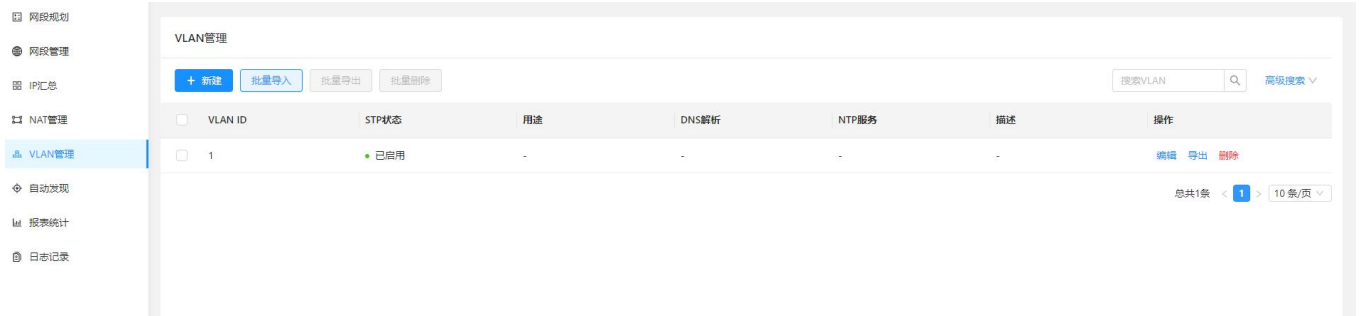 网段规划
网段管理
IP汇总
NAT管理
VLAN管理
自动发现
报表统计
日志记录
VLAN管理
+ 新建 批量导入 批量导出 批量删除 搜索VLAN 高级搜索
VLAN ID STP状态 用途 DNS解析 NTP服务 描述 操作
1 已启用 - - - - 编辑 导出 删除
总共1条 < 1 > 10 条/页